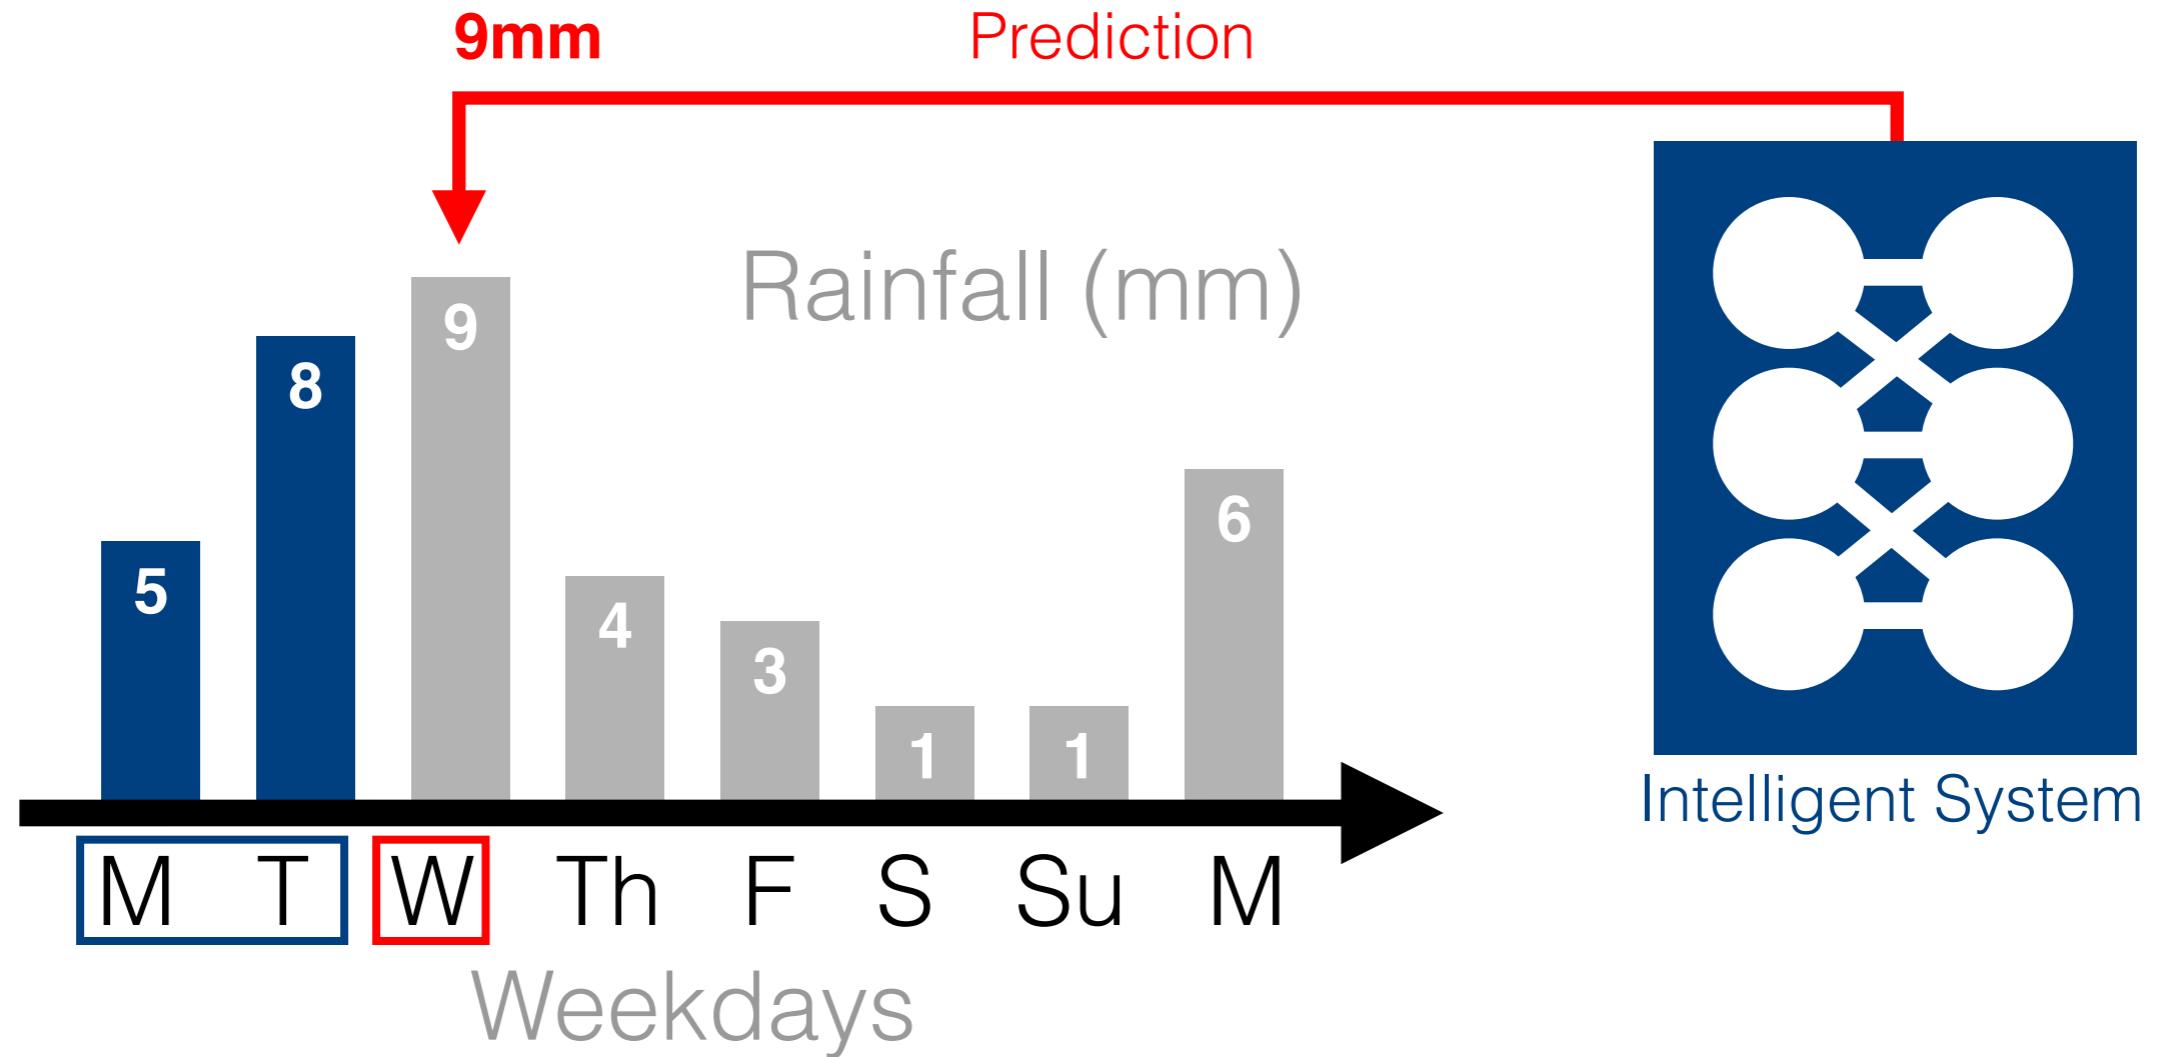 9mm Prediction
Rainfall (mm)
9
8
5
4
3
1
1
6
M T W Th F S Su M
Weekdays
Intelligent System